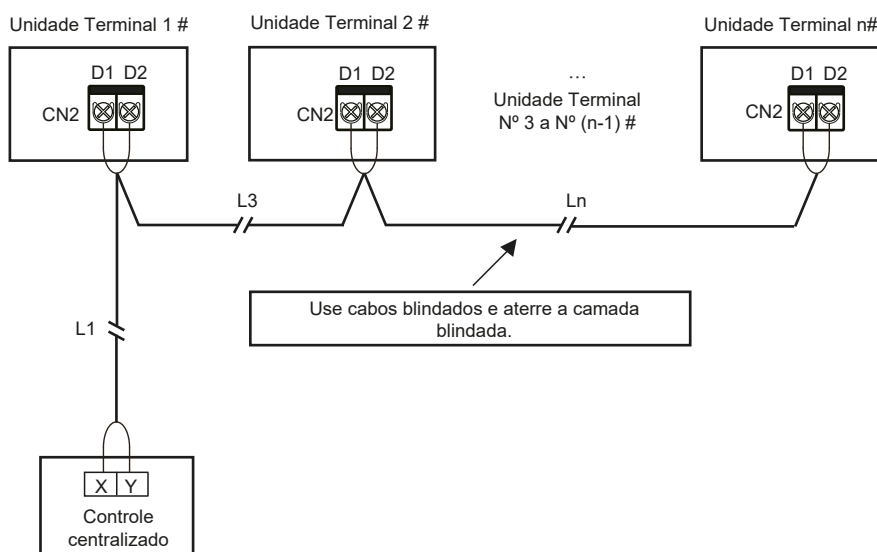 Unidade Terminal 1 #
Unidade Terminal 2 #
Unidade Terminal n#
D1 D2
CN2
D1 D2
CN2
...
Unidade Terminal
Nº 3 a Nº (n-1) #
D1 D2
CN2
L3
Ln
Use cabos blindados e aterre a camada
blindada.
L1
X Y
Controle
centralizado